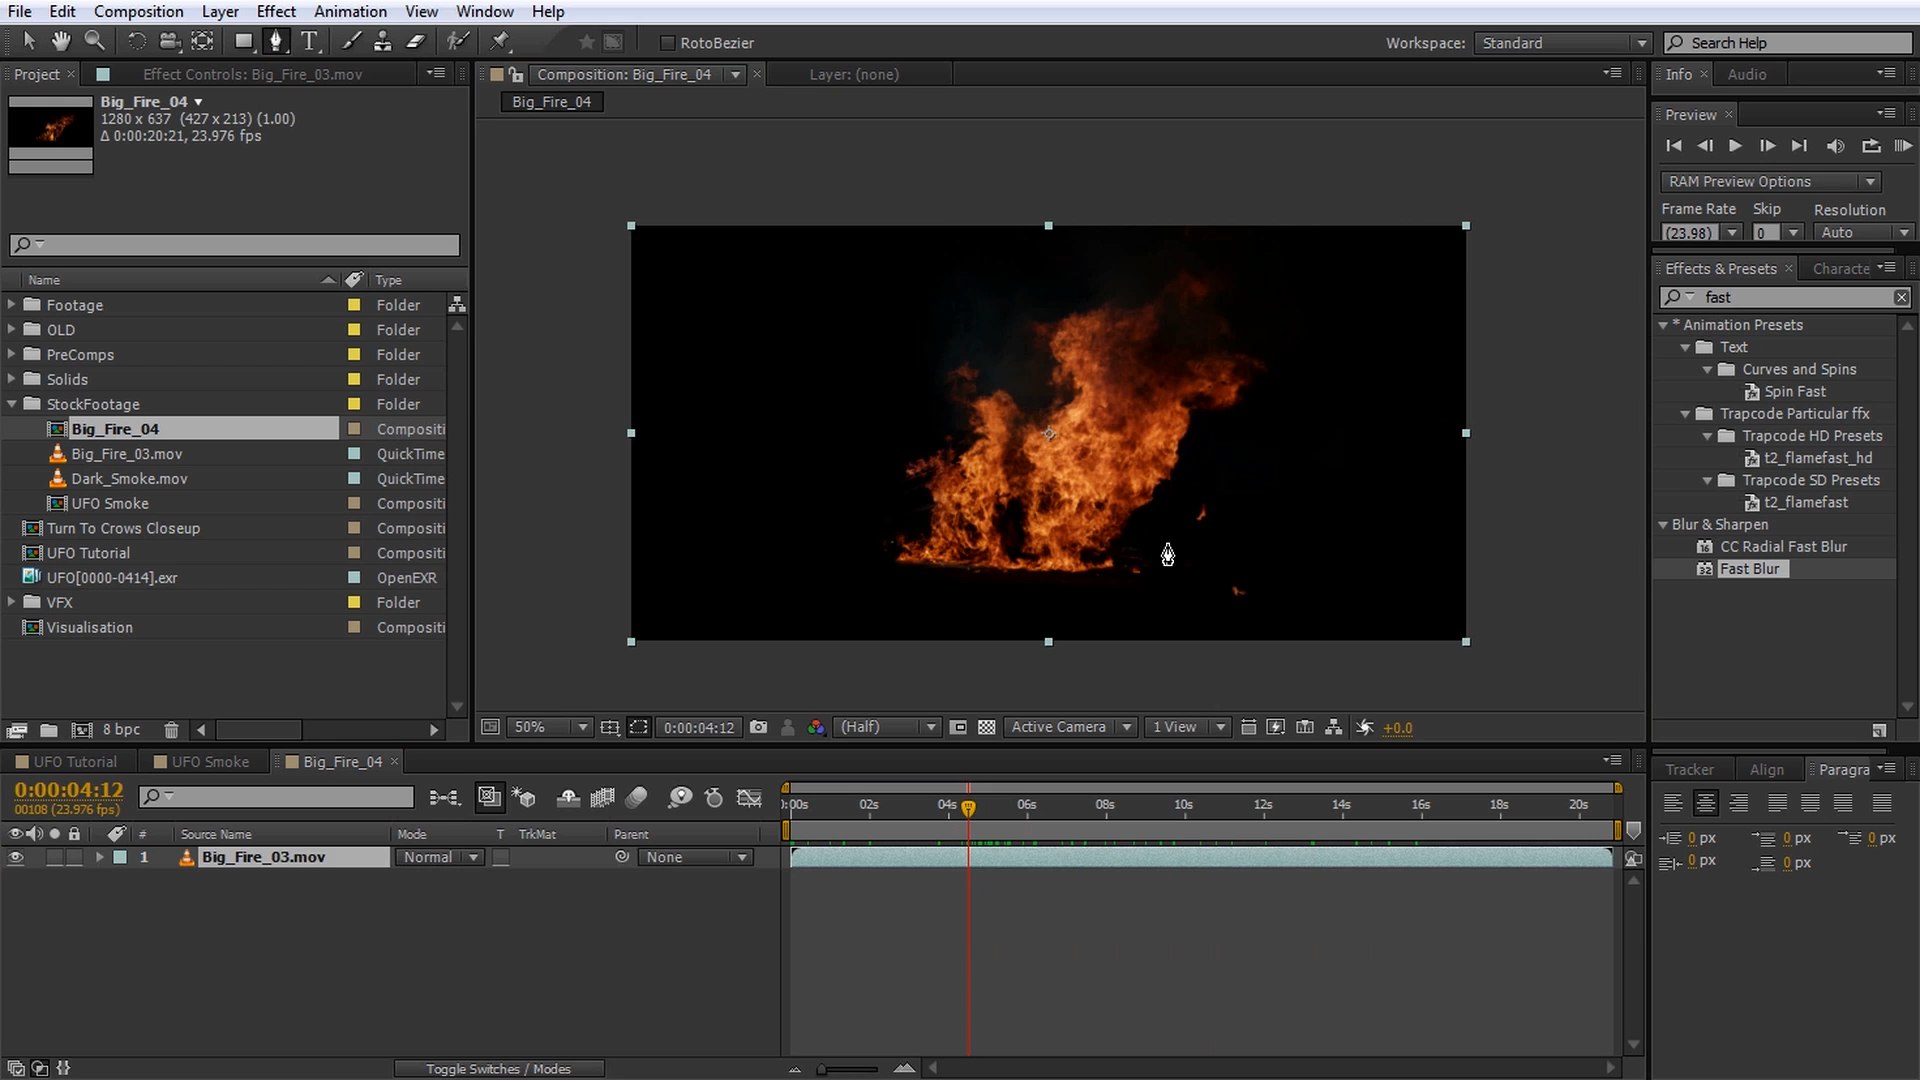 File Edit Composition Layer Effect Animation View Window Help
RotoBezier
Workspace: Standard
Search Help
Project
Effect Controls: Big_Fire_03.mov
Composition: Big_Fire_04
Layer: (none)
Info
Audio
Big_Fire_04
1280 x 637 (427 x 213) (1.00)
Δ 0:00:20:21, 23.976 fps
Big_Fire_04
Preview
RAM Preview Options
Frame Rate Skip Resolution
(23.98) 0 Auto
Name Type
Footage Folder
OLD Folder
PreComps Folder
Solids Folder
StockFootage Folder
Big_Fire_04 Compositi
Big_Fire_03.mov QuickTime
Dark_Smoke.mov QuickTime
UFO Smoke Compositi
Turn To Crows Closeup Compositi
UFO Tutorial Compositi
UFO[0000-0414].exr OpenEXR
VFX Folder
Visualisation Compositi
8 bpc
Effects & Presets
Characte
fast
* Animation Presets
Text
Curves and Spins
Spin Fast
Trapcode Particular ffx
Trapcode HD Presets
t2_flamefast_hd
Trapcode SD Presets
t2_flamefast
Blur & Sharpen
16 CC Radial Fast Blur
32 Fast Blur
50% 0:00:04:12 (Half) Active Camera 1 View +0.0
UFO Tutorial
UFO Smoke
Big_Fire_04
0:00:04:12
00108 (23.976 fps)
):00s 02s 04s 06s 08s 10s 12s 14s 16s 18s 20s
# Source Name Mode T TrkMat Parent
1 Big_Fire_03.mov Normal None
Tracker
Align
Paragra
0 px 0 px 0 px
0 px 0 px
Toggle Switches / Modes